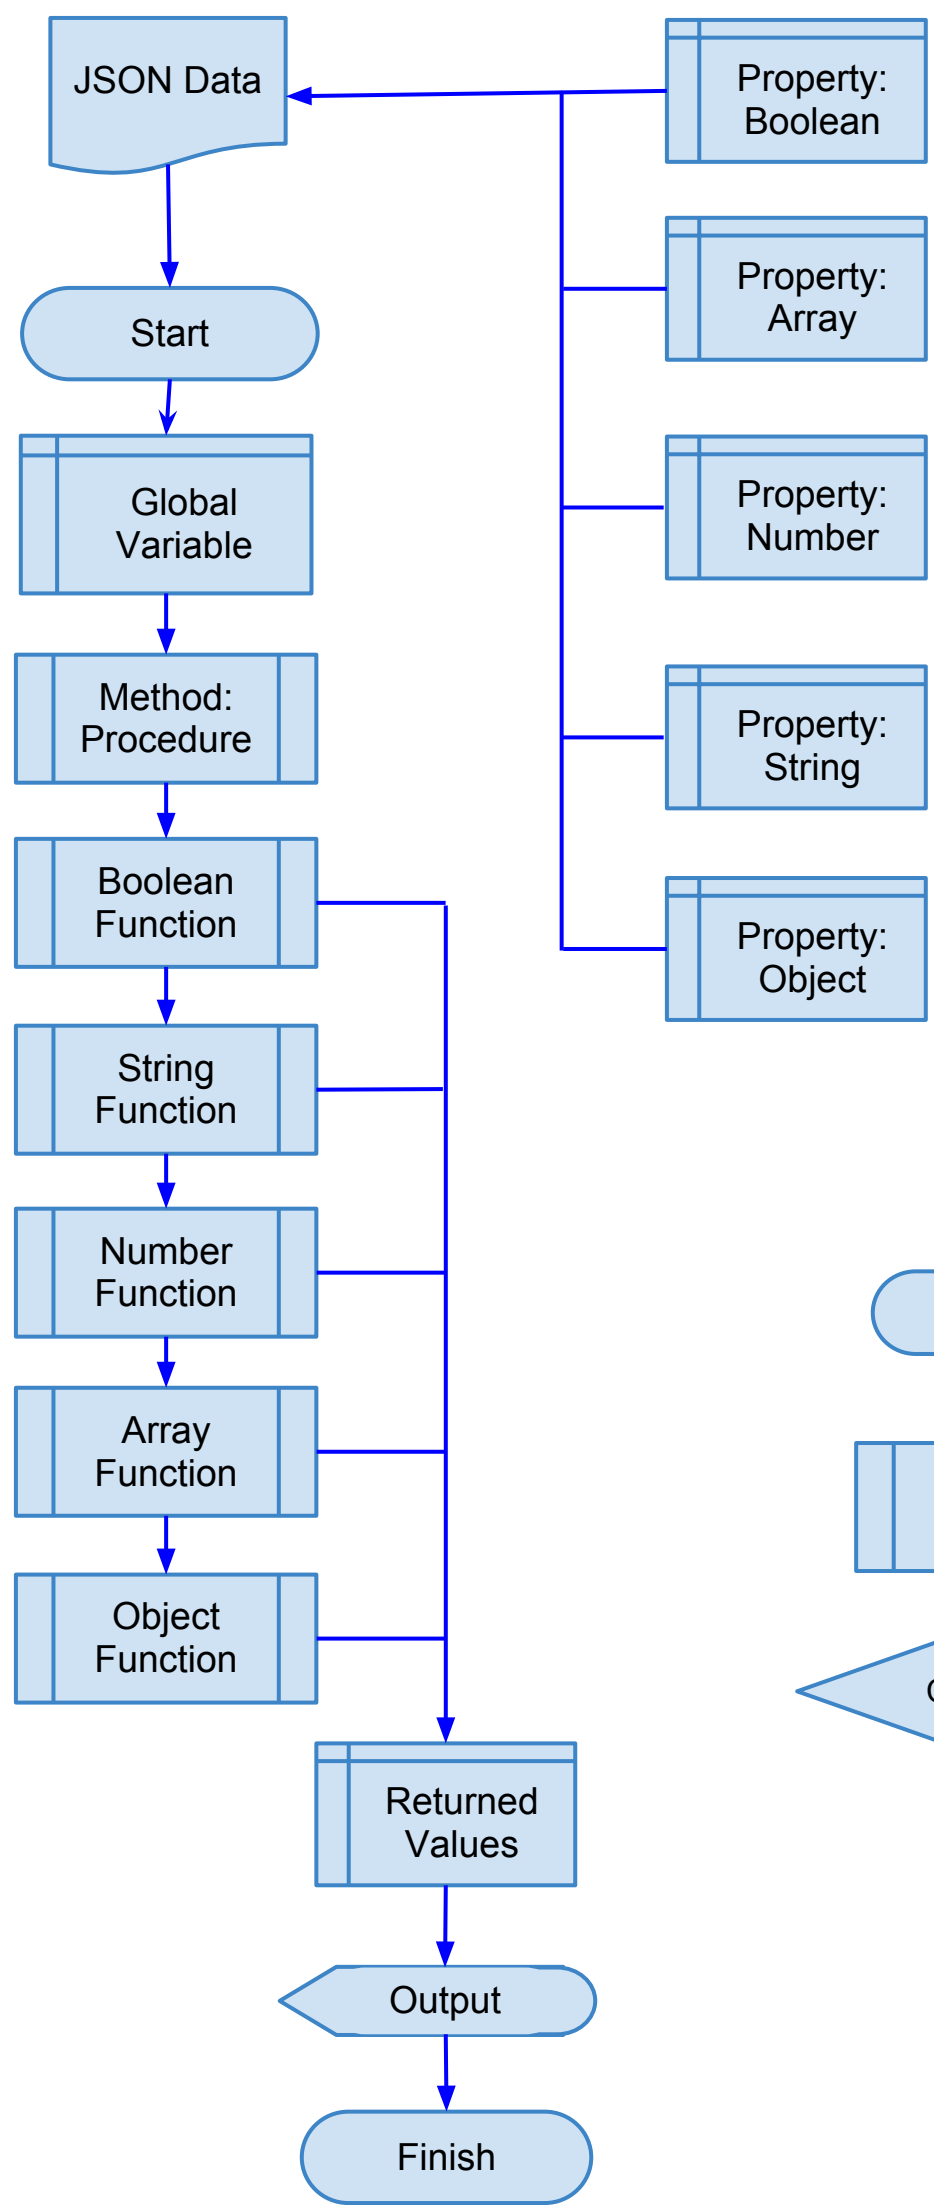 JSON Data
Property:
Boolean
Property:
Array
Start
Property:
Number
Global
Variable
Method:
Procedure
Property:
String
Boolean
Function
Property:
Object
String
Function
Number
Function
Array
Function
Object
Function
Returned
Values
Output
Finish